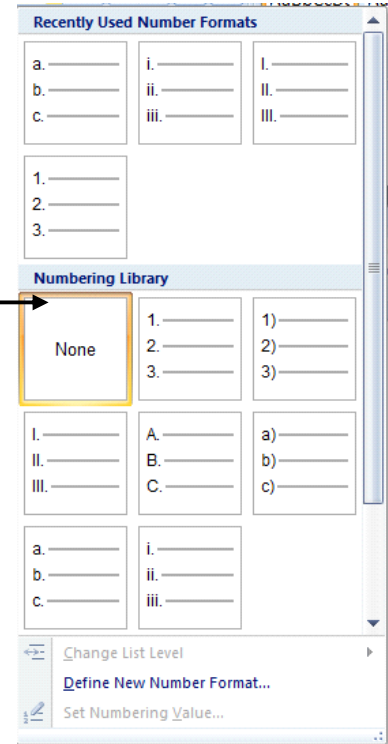 Recently Used Number Formats
a. i. I.
b. ii. II.
c. iii. III.
1.
2.
3.
Numbering Library
None 1. 1)
2. 2)
3. 3)
I. A. a)
II. B. b)
III. C. c)
a. i.
b. ii.
c. iii.
Change List Level
Define New Number Format...
Set Numbering Value...